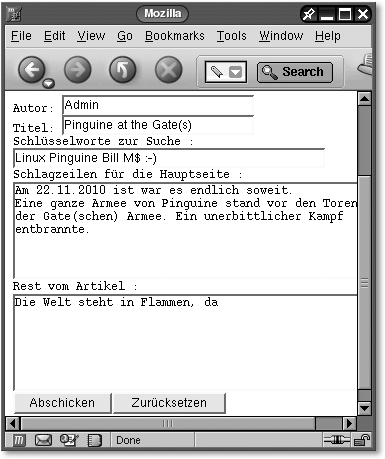 Mozilla
File Edit View Go Bookmarks Tools Window Help
Search
Autor: Admin
Titel: Pinguine at the Gate(s)
Schlüsselworte zur Suche :
Linux Pinguine Bill M$ :-)
Schlagzeilen für die Hauptseite :
Am 22.11.2010 ist war es endlich soweit.
Eine ganze Armee von Pinguine stand vor den Toren
der Gate(schen) Armee. Ein unerbittlicher Kampf
entbrannte.
Rest vom Artikel :
Die Welt steht in Flammen, da
Abschicken Zurücksetzen
Done